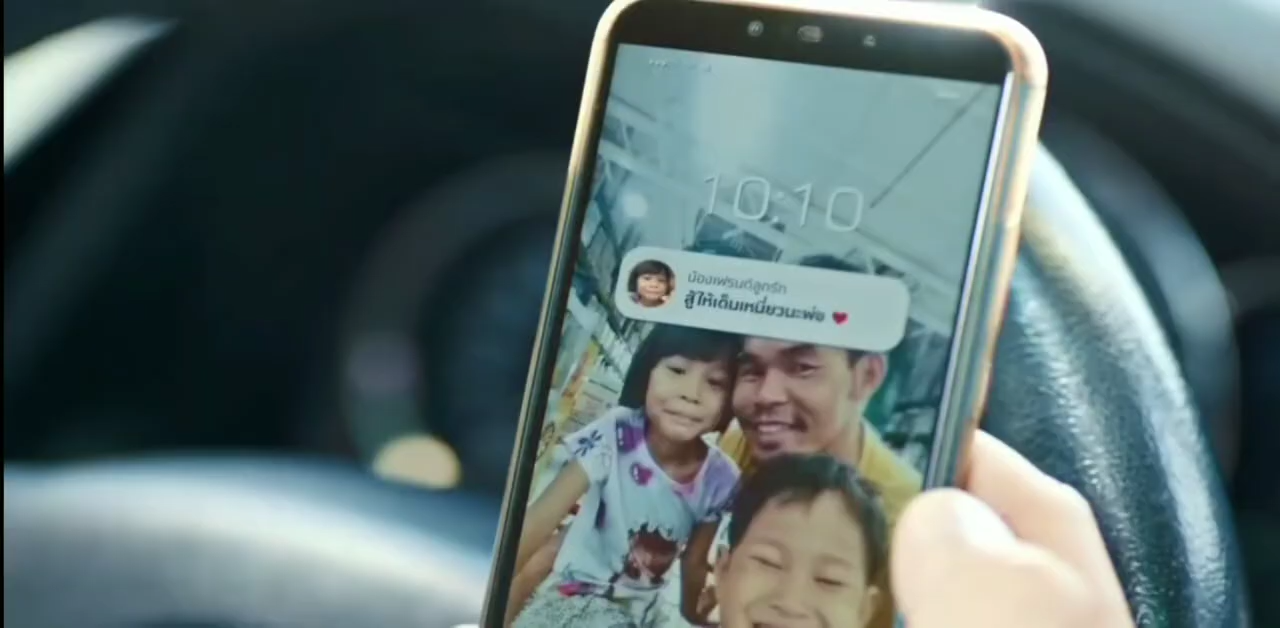 10:10
น้องเฟรนด์ลูกรัก
สู้ให้เต็มเหนี่ยวนะพ่อ ❤